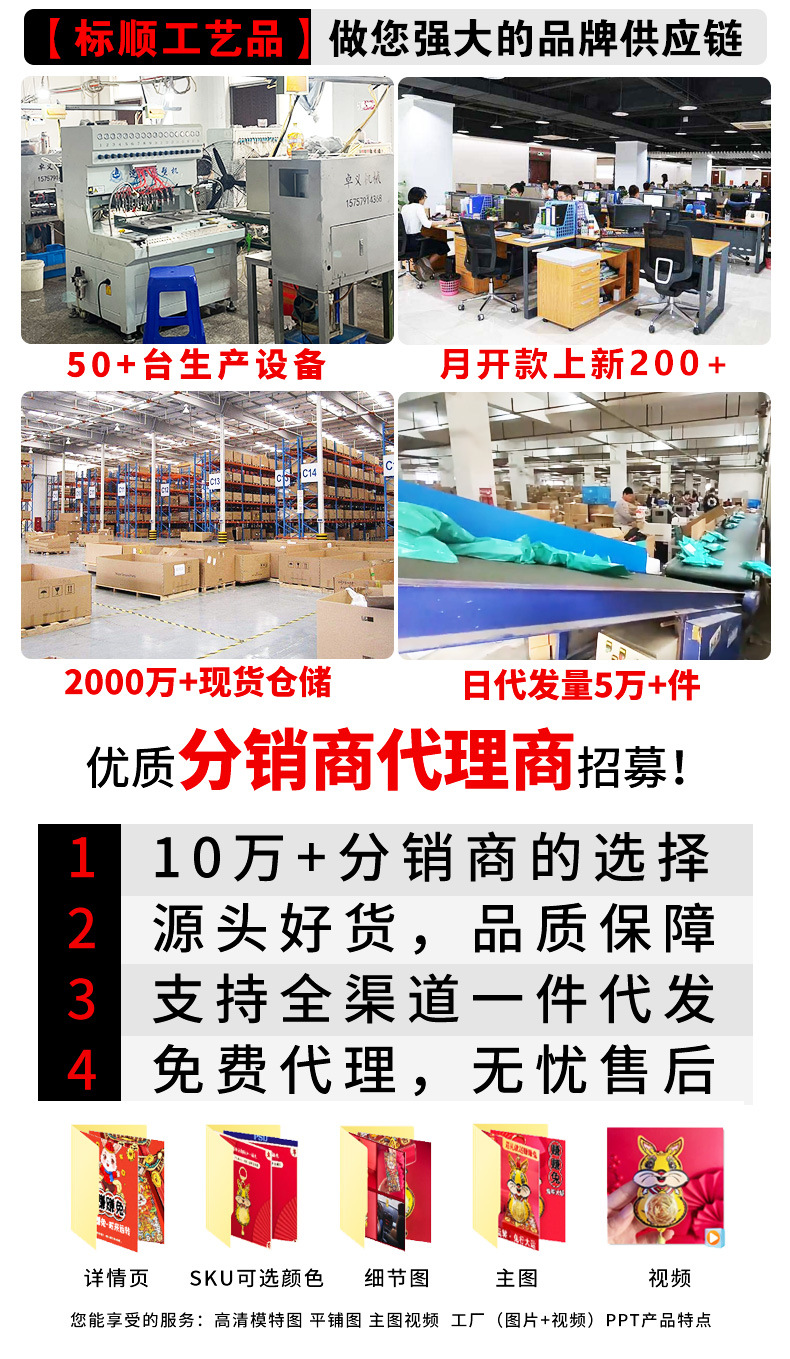 【标顺工艺品】做您强大的品牌供应链
卓义机械
15757914368
50+台生产设备
月开款上新200+
C13
C14
2000万+现货仓储
日代发量5万+件
优质分销商代理商招募！
1 10万+分销商的选择
2 源头好货，品质保障
3 支持全渠道一件代发
4 免费代理，无忧售后
详情页 SKU可选颜色 细节图 主图 视频
您能享受的服务：高清模特图 平铺图 主图视频 工厂（图片+视频）PPT产品特点